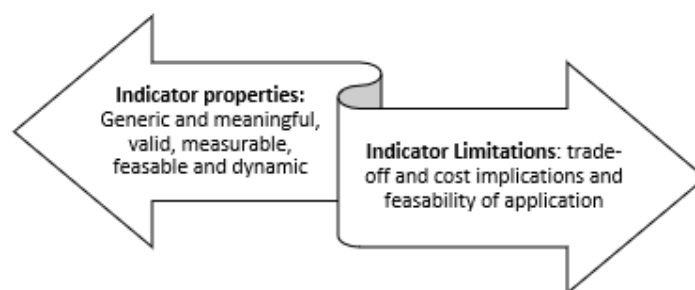 Indicator properties:
Generic and meaningful,
valid, measurable,
feasable and dynamic
Indicator Limitations: trade-
off and cost implications and
feasability of application